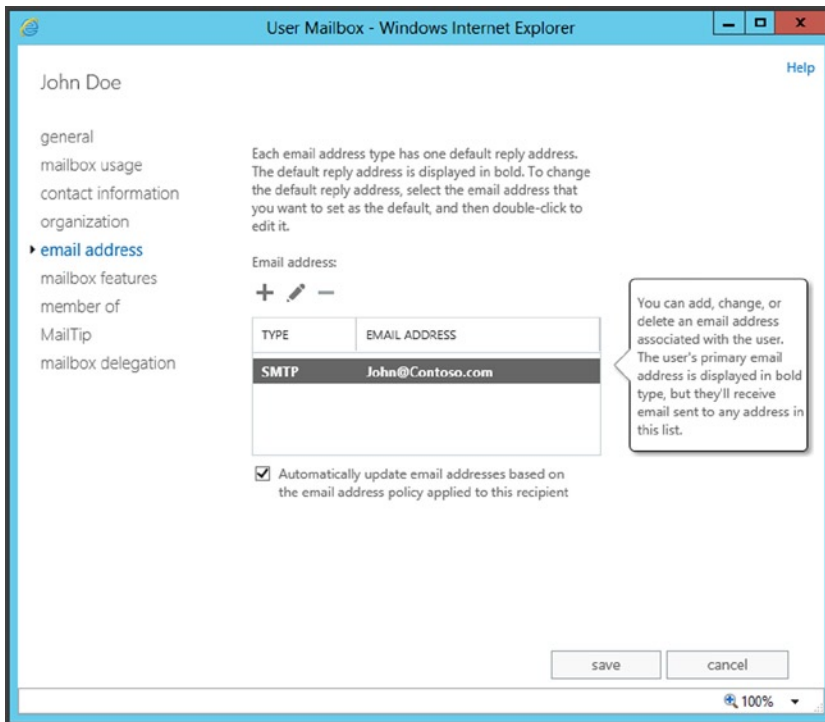 User Mailbox - Windows Internet Explorer
Help
John Doe
general
mailbox usage
contact information
organization
email address
mailbox features
member of
MailTip
mailbox delegation
Each email address type has one default reply address.
The default reply address is displayed in bold. To change
the default reply address, select the email address that
you want to set as the default, and then double-click to
edit it.
Email address:
TYPE EMAIL ADDRESS
SMTP John@Contoso.com
Automatically update email addresses based on
the email address policy applied to this recipient
You can add, change, or
delete an email address
associated with the user.
The user's primary email
address is displayed in bold
type, but they'll receive
email sent to any address in
this list.
save cancel
100%